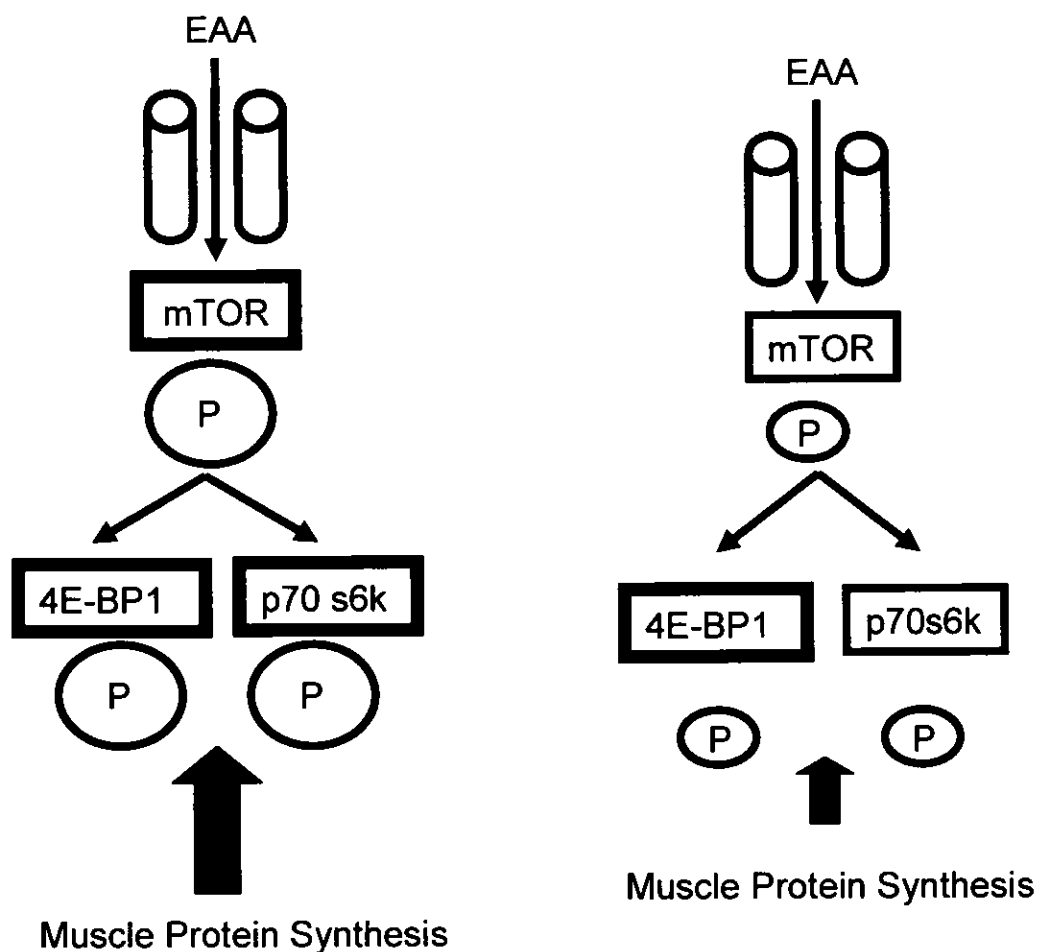 EAA
mTOR
P
4E-BP1
p70 s6k
P
P
Muscle Protein Synthesis
EAA
mTOR
P
4E-BP1
p70s6k
P
P
Muscle Protein Synthesis